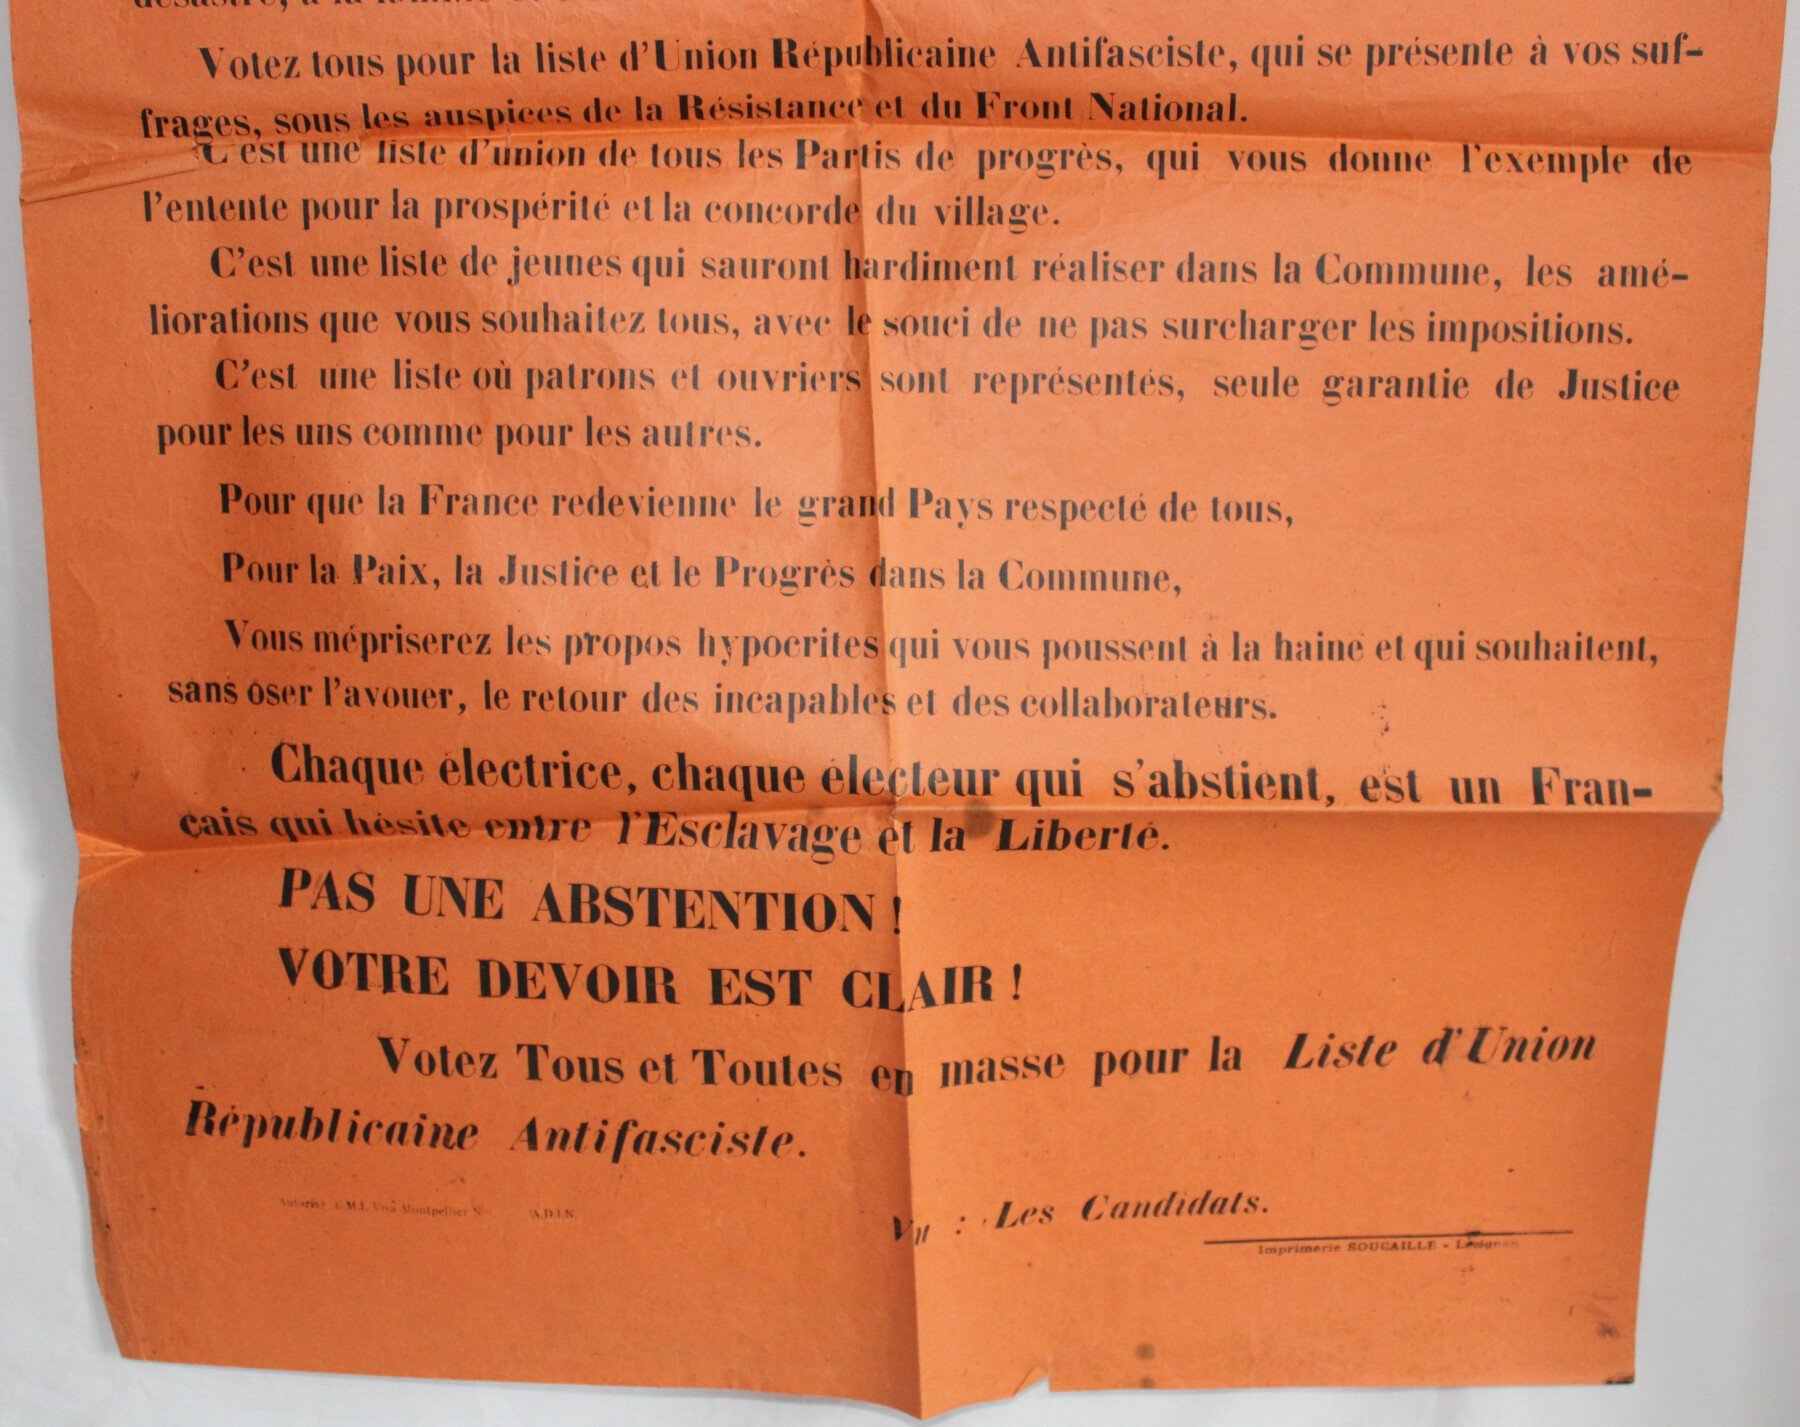 désastre, à la
Votez tous pour la liste d'Union Républicaine Antifasciste, qui se présente à vos suf-
frages, sous les auspices de la Résistance et du Front National.
C'est une liste d'union de tous les Partis de progrès, qui vous donne l'exemple de
l'entente pour la prospérité et la concorde du village.
C'est une liste de jeunes qui sauront hardiment réaliser dans la Commune, les amé-
liorations que vous souhaitez tous, avec le souci de ne pas surcharger les impositions.
C'est une liste où patrons et ouvriers sont représentés, seule garantie de Justice
pour les uns comme pour les autres.
Pour que la France redevienne le grand Pays respecté de tous,
Pour la Paix, la Justice et le Progrès dans la Commune,
Vous mépriserez les propos hypocrites qui vous poussent à la haine et qui souhaitent,
sans oser l'avouer, le retour des incapables et des collaborateurs.
Chaque électrice, chaque électeur qui s'abstient, est un Fran-
çais qui hésite entre l'Esclavage et la Liberté.
PAS UNE ABSTENTION !
VOTRE DEVOIR EST CLAIR !
Votez Tous et Toutes en masse pour la Liste d'Union
Républicaine Antifasciste.
Autoris. C.M.I. Visa Montpellier N° A.D.I.N.
Vu : Les Candidats.
Imprimerie SOUGAILLE - Lézignan